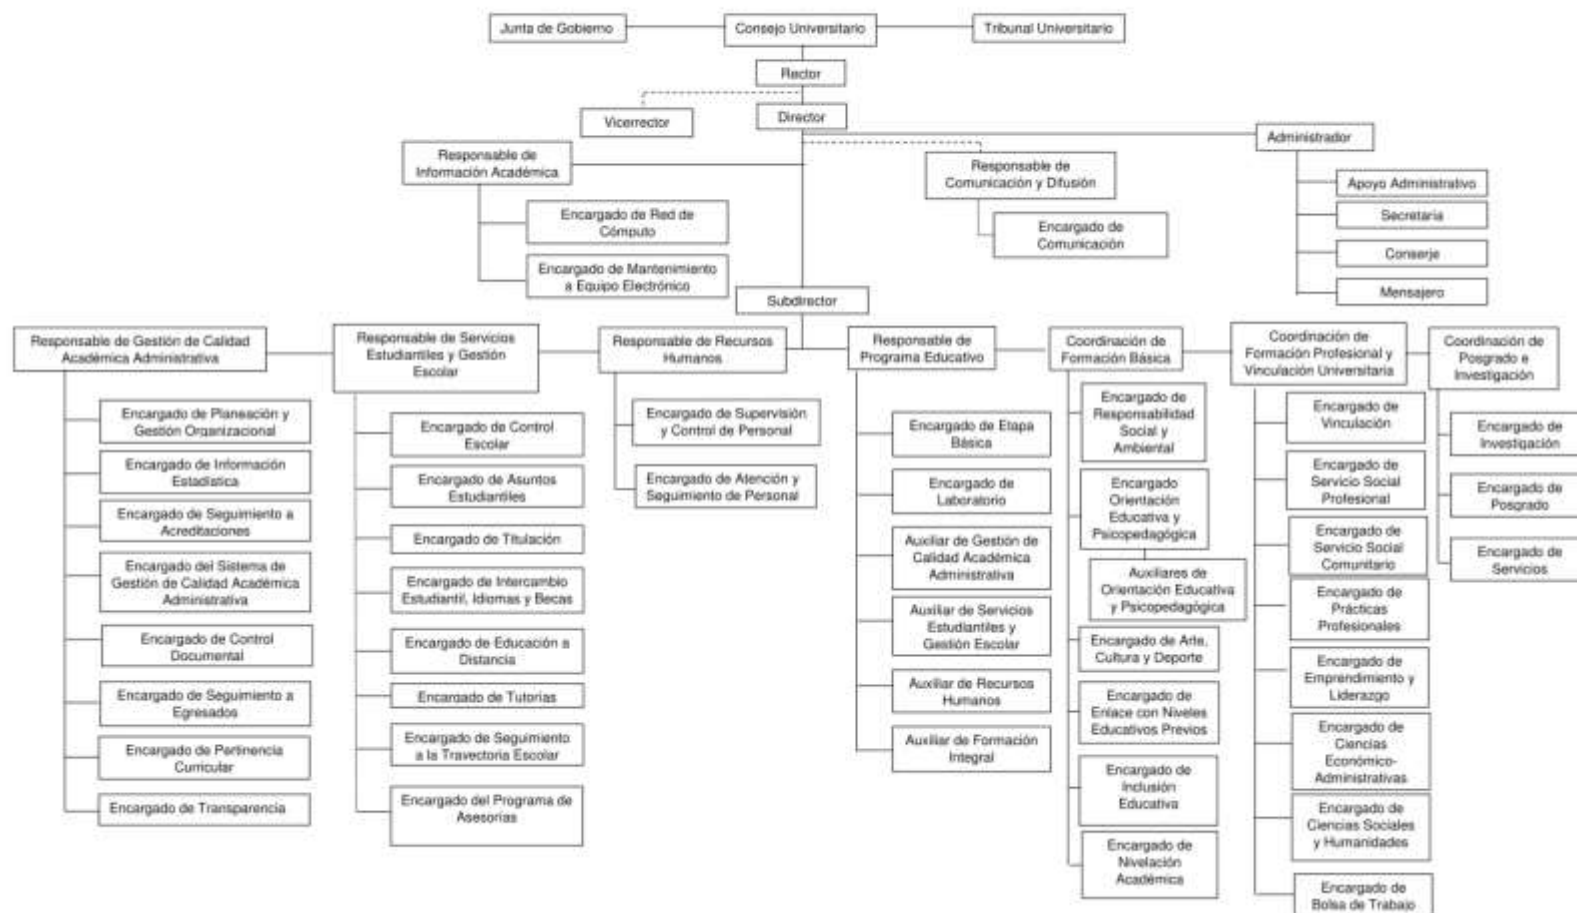 Junta de Gobierno
Consejo Universitario
Tribunal Universitario
Rector
Vicerrector
Director
Administrador
Responsable de
Información Académica
Responsable de
Comunicación y Difusión
Apoyo Administrativo
Secretaria
Conserje
Mensajero
Encargado de Red de
Cómputo
Encargado de
Comunicación
Encargado de Mantenimiento
a Equipo Electrónico
Subdirector
Responsable de Gestión de Calidad
Académica Administrativa
Encargado de Planeación y
Gestión Organizacional
Encargado de Información
Estadística
Encargado de Seguimiento a
Acreditaciones
Encargado del Sistema de
Gestión de Calidad Académica
Administrativa
Encargado de Control
Documental
Encargado de Seguimiento a
Egresados
Encargado de Pertinencia
Curricular
Encargado de Transparencia
Responsable de Servicios
Estudiantiles y Gestión
Escolar
Encargado de Control
Escolar
Encargado de Asuntos
Estudiantiles
Encargado de Titulación
Encargado de Intercambio
Estudiantil, Idiomas y Becas
Encargado de Educación a
Distancia
Encargado de Tutorías
Encargado de Seguimiento
a la Trayectoria Escolar
Encargado del Programa de
Asesorías
Responsable de Recursos
Humanos
Encargado de Supervisión
y Control de Personal
Encargado de Atención y
Seguimiento de Personal
Responsable de
Programa Educativo
Encargado de Etapa
Básica
Encargado de
Laboratorio
Auxiliar de Gestión de
Calidad Académica
Administrativa
Auxiliar de Servicios
Estudiantiles y
Gestión Escolar
Auxiliar de Recursos
Humanos
Auxiliar de Formación
Integral
Coordinación de
Formación Básica
Encargado de
Responsabilidad
Social y
Ambiental
Encargado
Orientación
Educativa y
Psicopedagógica
Auxiliares de
Orientación Educativa
y Psicopedagógica
Encargado de Arte,
Cultura y Deporte
Encargado de
Enlace con Niveles
Educativos Previos
Encargado de
Inclusión
Educativa
Encargado de
Nivelación
Académica
Coordinación de
Formación Profesional y
Vinculación Universitaria
Encargado de
Vinculación
Encargado de
Servicio Social
Profesional
Encargado de
Servicio Social
Comunitario
Encargado de
Prácticas
Profesionales
Encargado de
Emprendimiento y
Liderazgo
Encargado de
Ciencias
Económico-
Administrativas
Encargado de
Ciencias Sociales
y Humanidades
Encargado de
Bolsa de Trabajo
Coordinación de
Posgrado e
Investigación
Encargado de
Investigación
Encargado de
Posgrado
Encargado de
Servicios